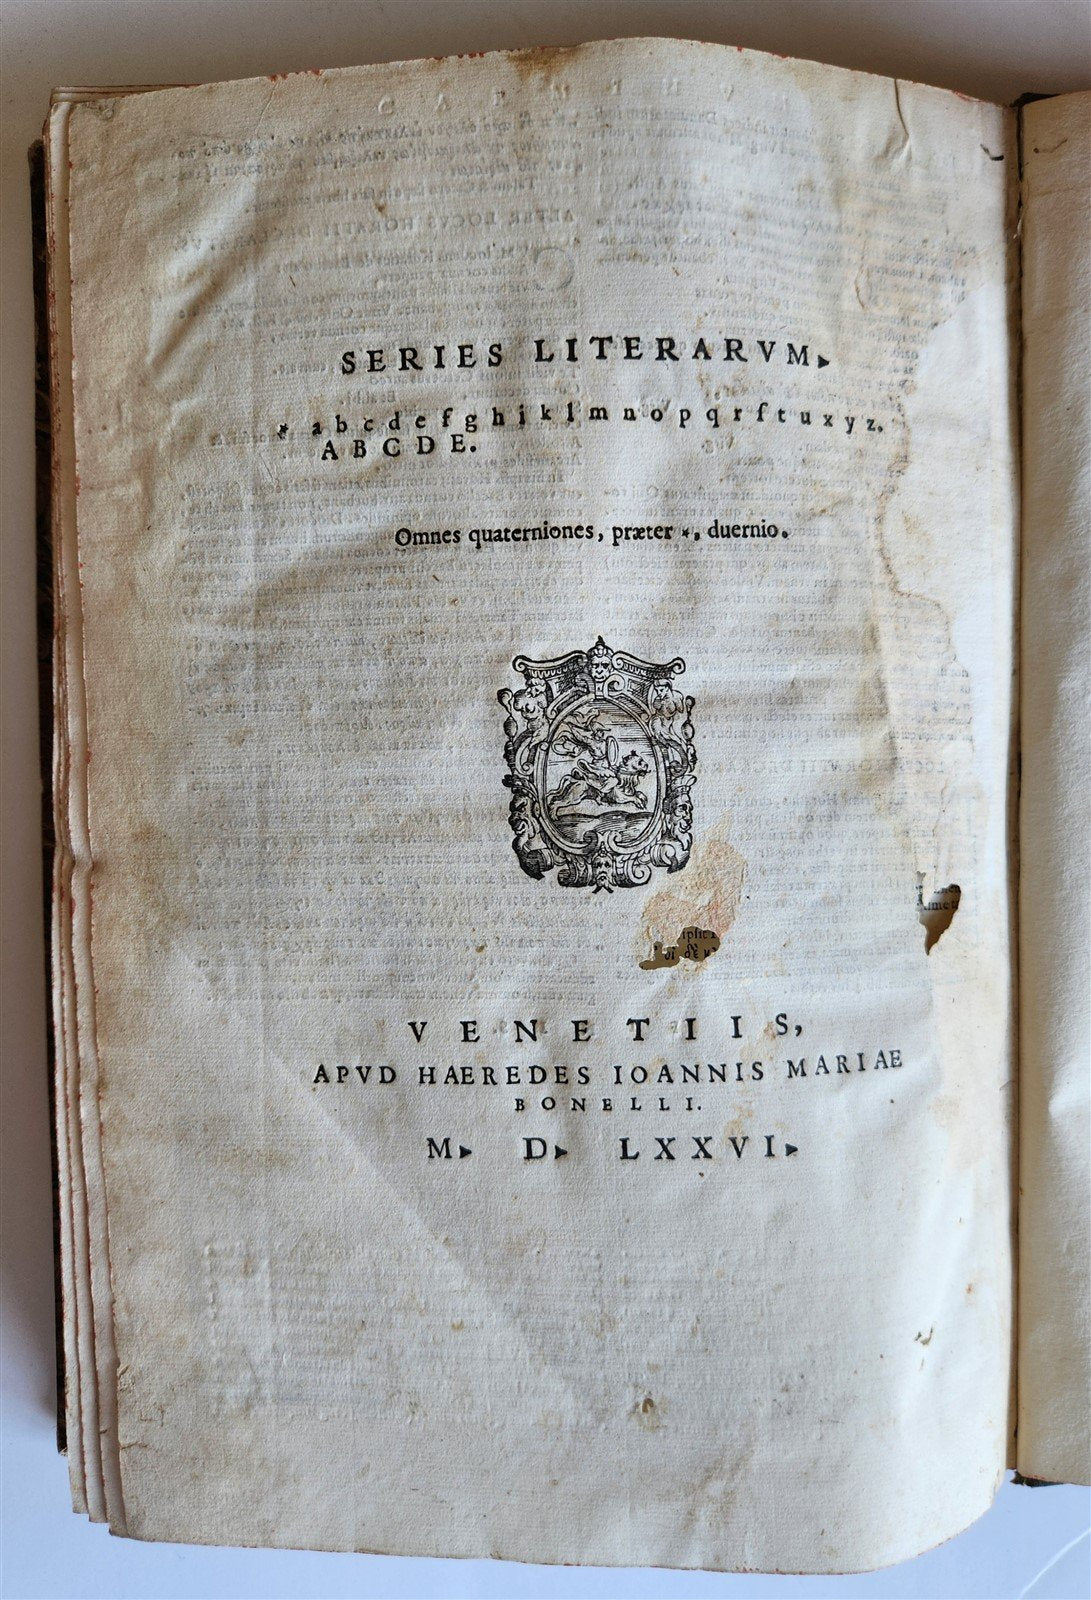 SERIES LITERARVM.
* a b c d e f g h i k l m n o p q r ſ t u x y z.
A B C D E.
Omnes quaterniones, præter *, duernio.
VENETIIS,
APVD HAEREDES IOANNIS MARIAE
BONELLI.
M. D. LXXVI.